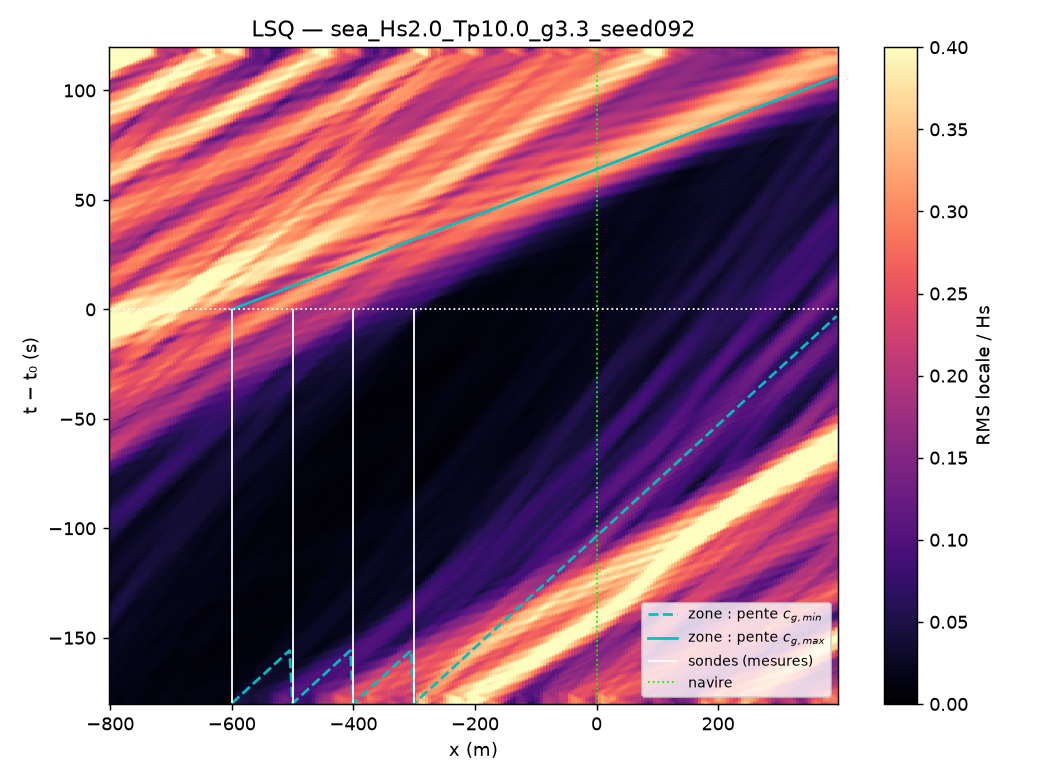 LSQ — sea_Hs2.0_Tp10.0_g3.3_seed092
100
50
0
−50
−100
−150
t − t₀ (s)
−800
−600
−400
−200
0
200
x (m)
zone : pente c_{g,min}
zone : pente c_{g,max}
sondes (mesures)
navire
0.40
0.35
0.30
0.25
0.20
0.15
0.10
0.05
0.00
RMS locale / Hs